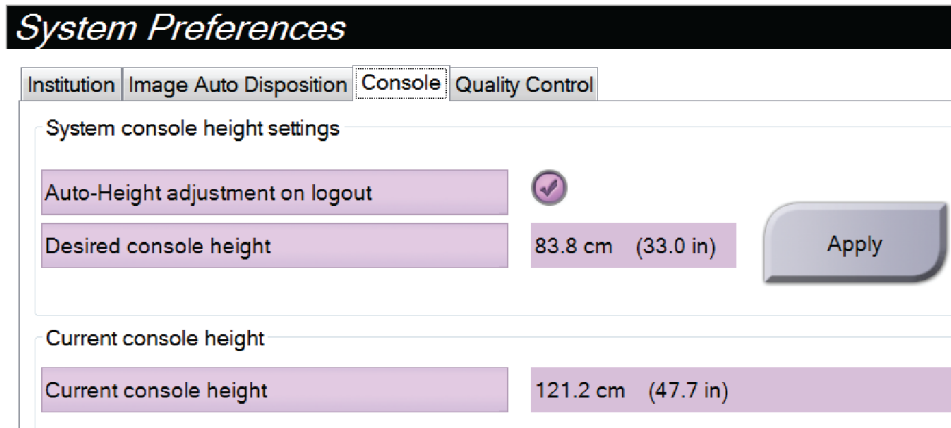 System Preferences
Institution Image Auto Disposition Console Quality Control
System console height settings
Auto-Height adjustment on logout
Desired console height 83.8 cm (33.0 in) Apply
Current console height
Current console height 121.2 cm (47.7 in)